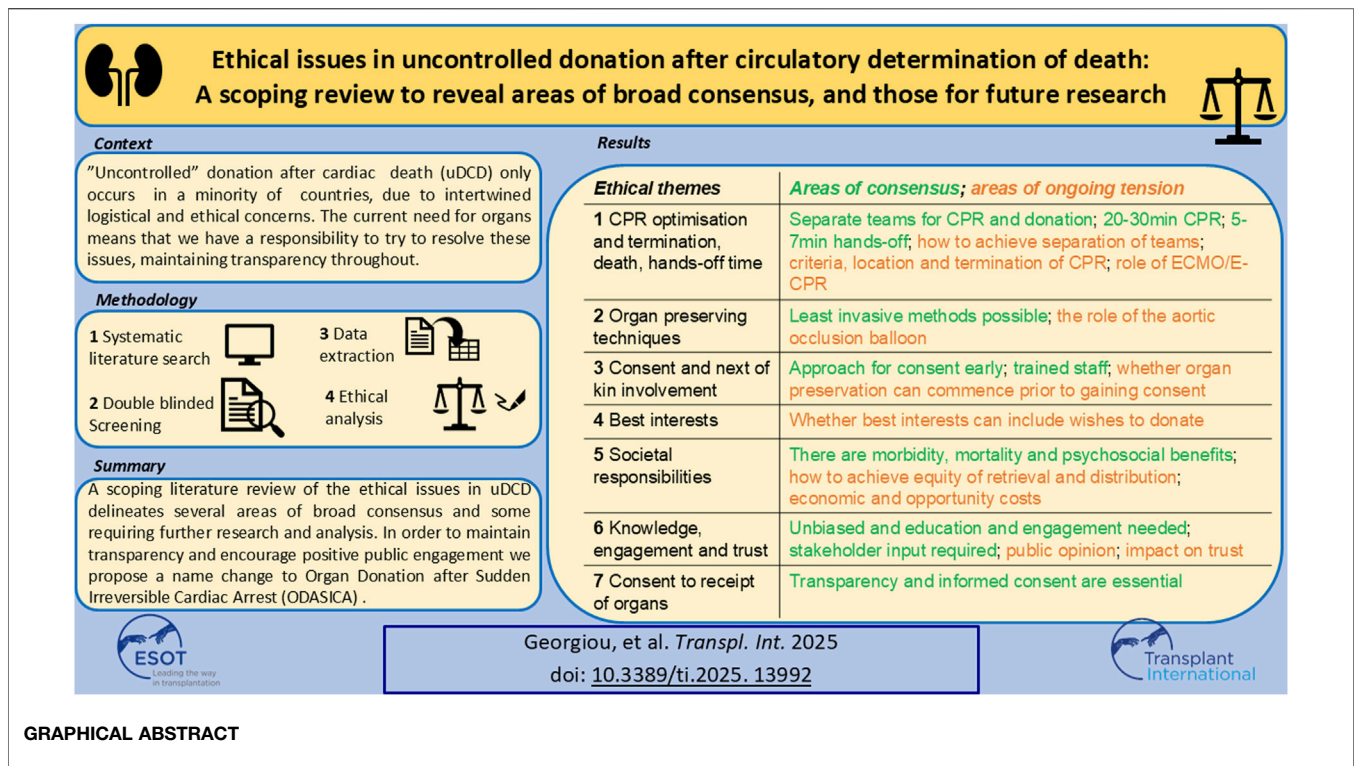 Ethical issues in uncontrolled donation after circulatory determination of death:
A scoping review to reveal areas of broad consensus, and those for future research
Context
”Uncontrolled” donation after cardiac death (uDCD) only
occurs in a minority of countries, due to intertwined
logistical and ethical concerns. The current need for organs
means that we have a responsibility to try to resolve these
issues, maintaining transparency throughout.
Methodology
1 Systematic
literature search
2 Double blinded
Screening
3 Data
extraction
4 Ethical
analysis
Summary
A scoping literature review of the ethical issues in uDCD
delineates several areas of broad consensus and some
requiring further research and analysis. In order to maintain
transparency and encourage positive public engagement we
propose a name change to Organ Donation after Sudden
Irreversible Cardiac Arrest (ODASICA) .
Results
Ethical themes
Areas of consensus; areas of ongoing tension
1 CPR optimisation
and termination,
death, hands-off time
Separate teams for CPR and donation; 20-30min CPR; 5-
7min hands-off; how to achieve separation of teams;
criteria, location and termination of CPR; role of ECMO/E-
CPR
2 Organ preserving
techniques
Least invasive methods possible; the role of the aortic
occlusion balloon
3 Consent and next of
kin involvement
Approach for consent early; trained staff; whether organ
preservation can commence prior to gaining consent
4 Best interests
Whether best interests can include wishes to donate
5 Societal
responsibilities
There are morbidity, mortality and psychosocial benefits;
how to achieve equity of retrieval and distribution;
economic and opportunity costs
6 Knowledge,
engagement and trust
Unbiased and education and engagement needed;
stakeholder input required; public opinion; impact on trust
7 Consent to receipt
of organs
Transparency and informed consent are essential
ESOT
Leading the way
in transplantation
Georgiou, et al. Transpl. Int. 2025
doi: 10.3389/ti.2025. 13992
Transplant
International
GRAPHICAL ABSTRACT